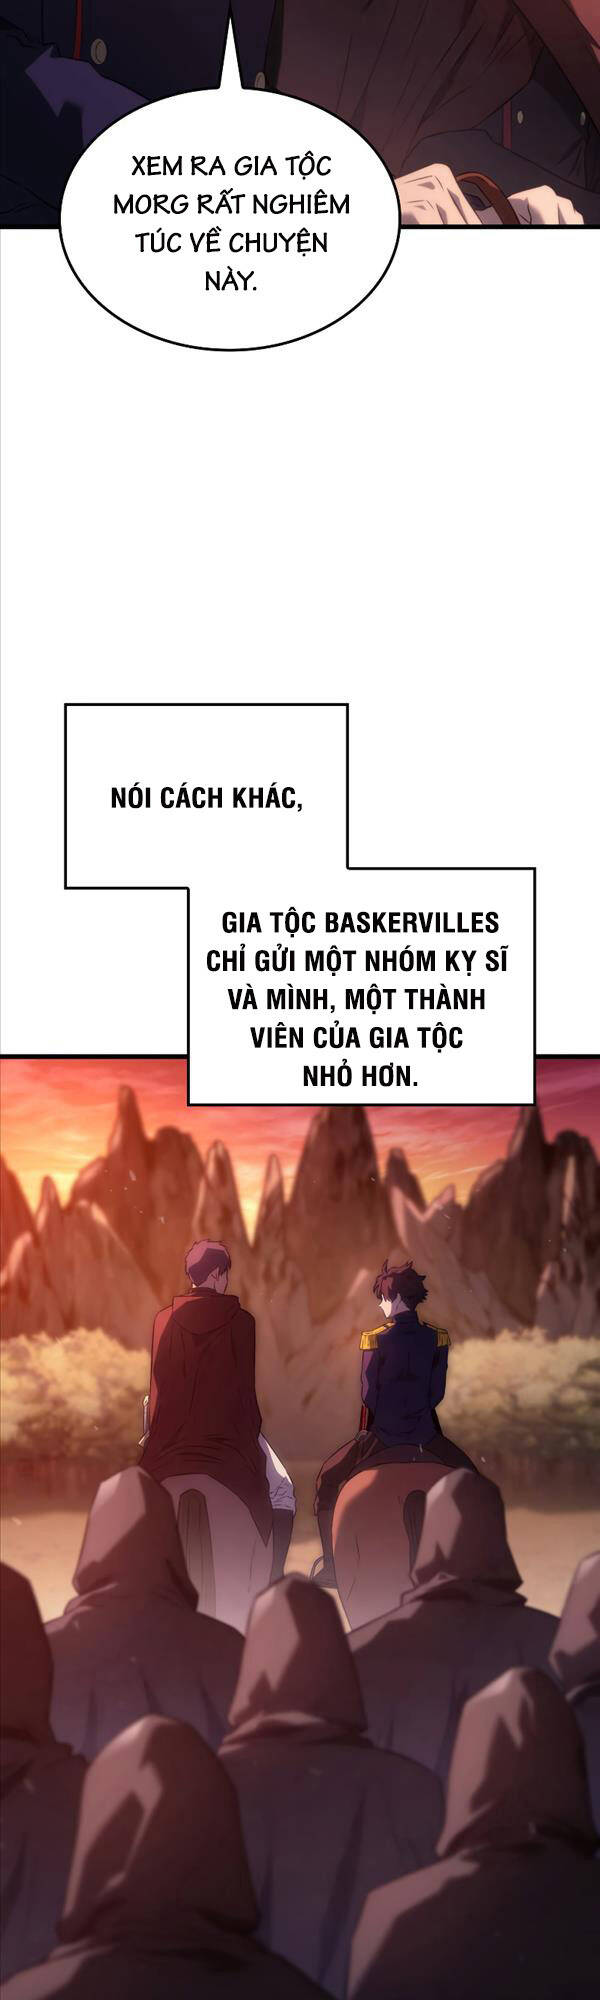 XEM RA GIA TỘC
MORG RẤT NGHIÊM
TÚC VỀ CHUYỆN
NÀY.
NÓI CÁCH KHÁC,
GIA TỘC BASKERVILLES
CHỈ GỬI MỘT NHÓM KỴ SĨ
VÀ MÌNH, MỘT THÀNH
VIÊN CỦA GIA TỘC
NHỎ HƠN.